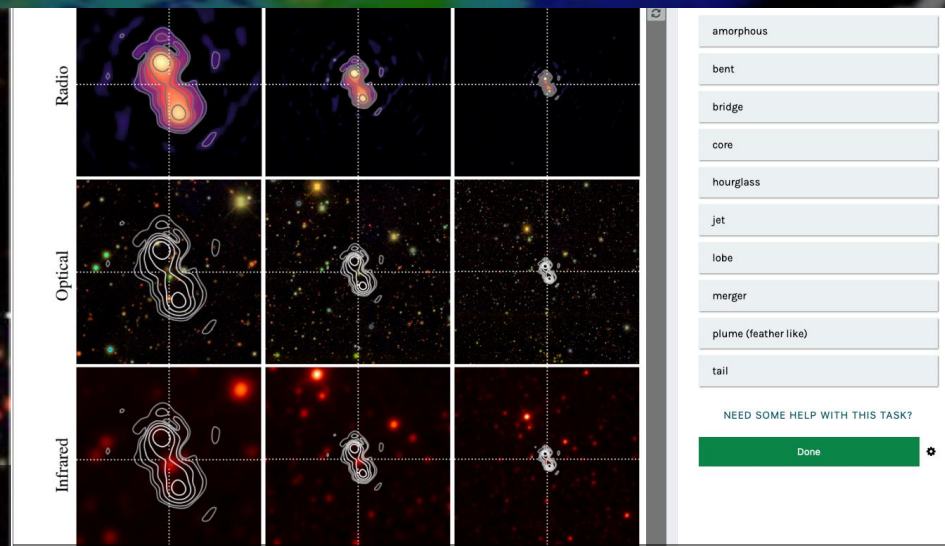 Radio
Optical
Infrared
amorphous
bent
bridge
core
hourglass
jet
lobe
merger
plume (feather like)
tail
NEED SOME HELP WITH THIS TASK?
Done